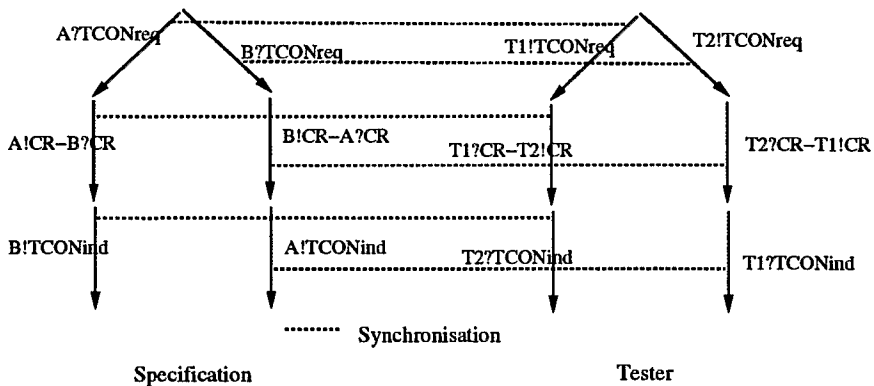 A?TCONreq
B?TCONreq
T1!TCONreq
T2!TCONreq
A!CR–B?CR
B!CR–A?CR
T1?CR–T2!CR
T2?CR–T1!CR
B!TCONind
A!TCONind
T2?TCONind
T1?TCONind
Synchronisation
Specification
Tester